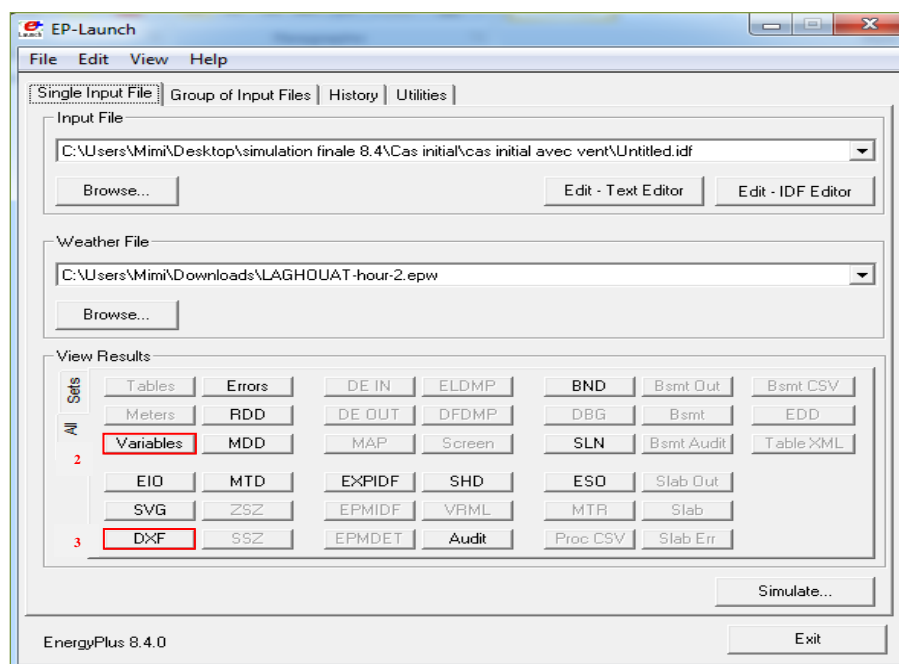 EP-Launch
File Edit View Help
Single Input File Group of Input Files History Utilities
Input File
C:\Users\Mimi\Desktop\simulation finale 8.4\Cas initial\cas initial avec vent\Untitled.idf
Browse... Edit - Text Editor Edit - IDF Editor
Weather File
C:\Users\Mimi\Downloads\LAGHOUAT-hour-2.epw
Browse...
View Results
Sets
All
Tables Errors DE IN ELDMP BND Bsmt Out Bsmt CSV
Meters RDD DE OUT DFDMP DBG Bsmt EDD
Variables MDD MAP Screen SLN Bsmt Audit Table XML
2
EIO MTD EXPIDF SHD ESO Slab Out
SVG ZSZ EPMIDF VRML MTR Slab
3 DXF SSZ EPMDET Audit Proc CSV Slab Err
Simulate...
EnergyPlus 8.4.0 Exit